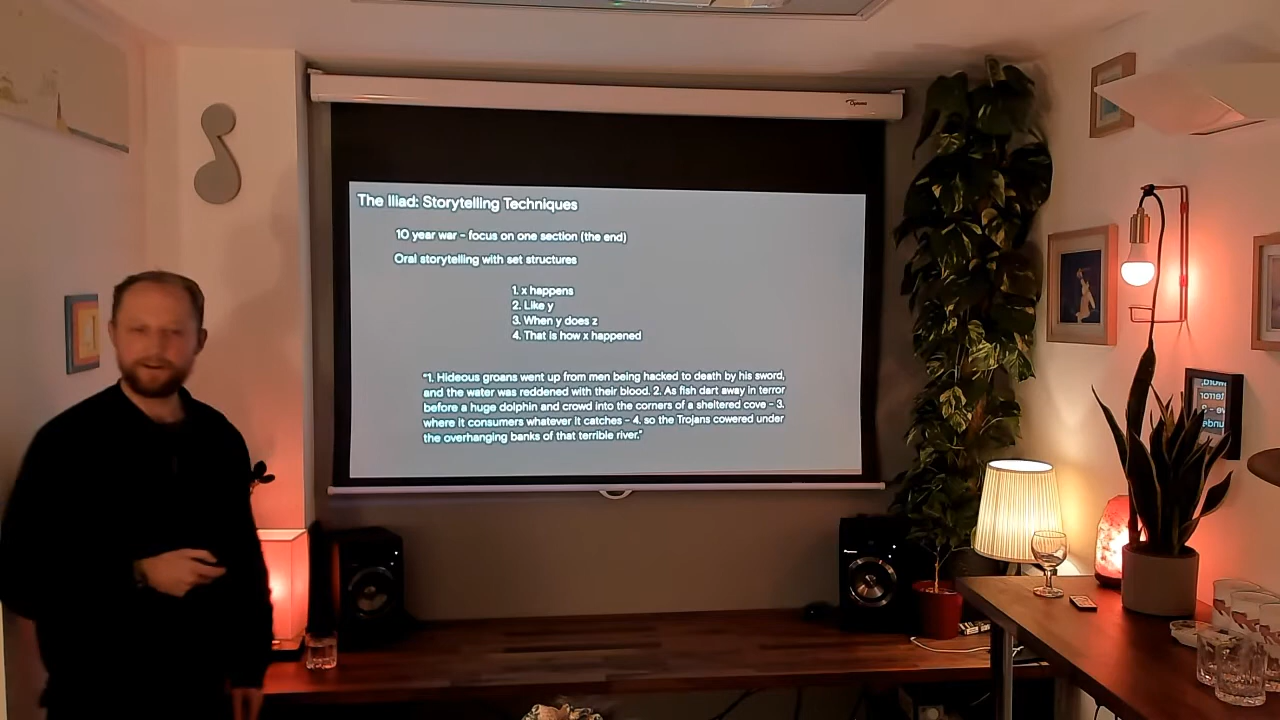 Optoma
The Iliad: Storytelling Techniques
10 year war - focus on one section (the end)
Oral storytelling with set structures
1. x happens
2. Like y
3. When y does z
4. That is how x happened
"1. Hideous groans went up from men being hacked to death by his sword,
and the water was reddened with their blood. 2. As fish dart away in terror
before a huge dolphin and crowd into the corners of a sheltered cove - 3.
where it consumers whatever it catches - 4. so the Trojans cowered under
the overhanging banks of that terrible river."